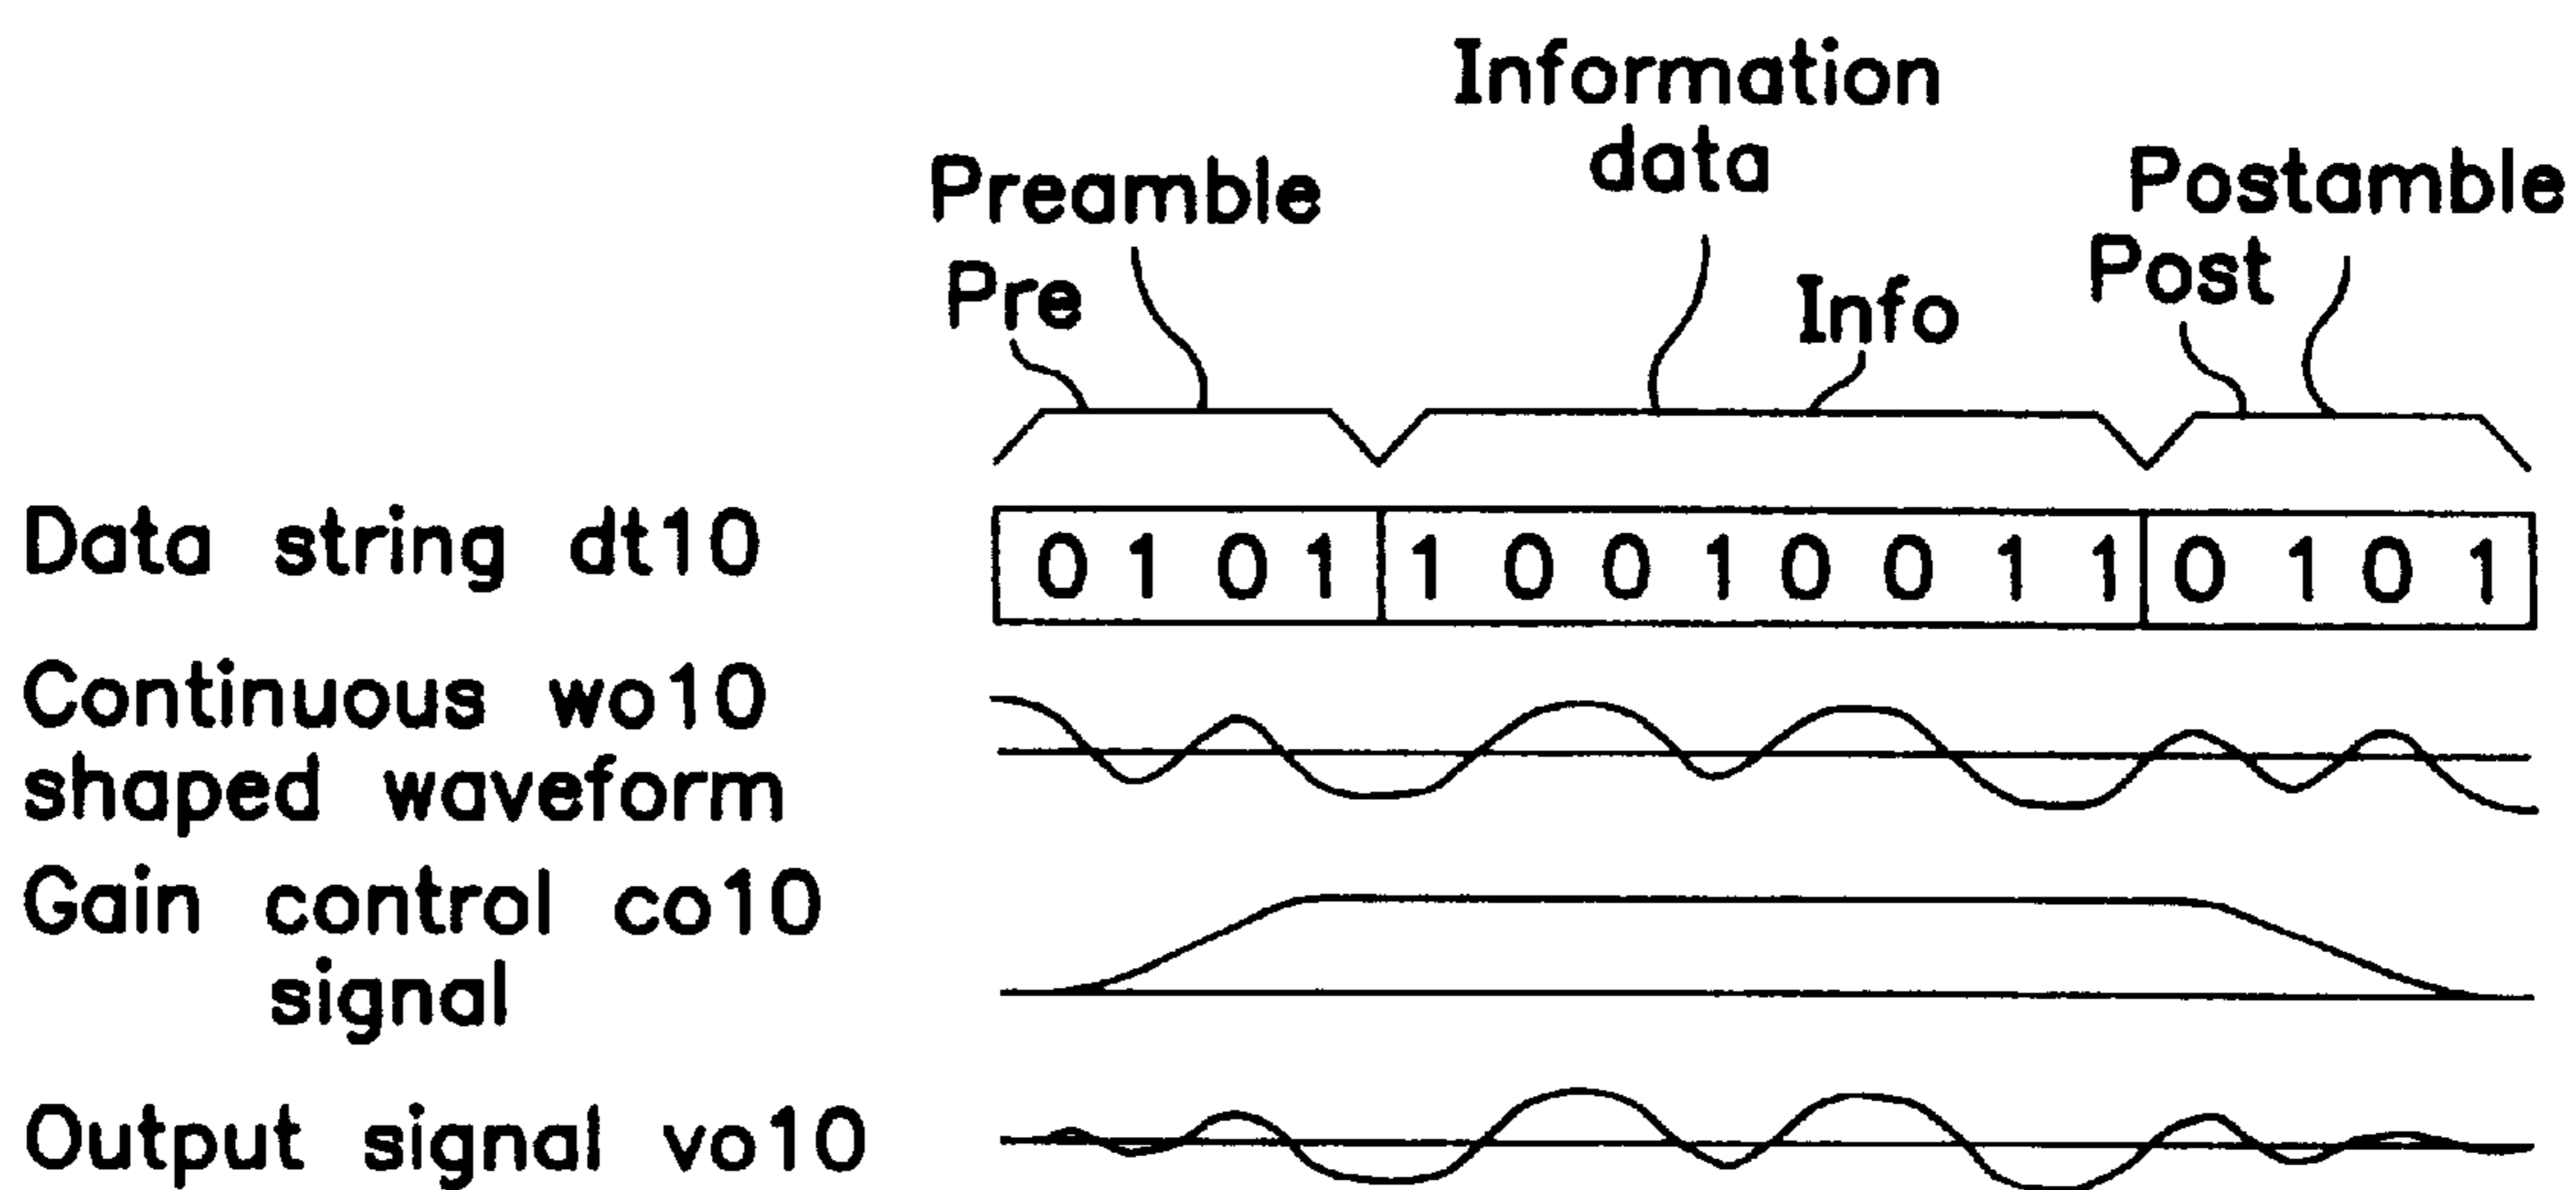 Information
data
Preamble
Pre
Info
Postamble
Post
Data string dt10
0 1 0 1 1 0 0 1 0 0 1 1 0 1 0 1
Continuous wo10
shaped waveform
Gain control co10
signal
Output signal vo10